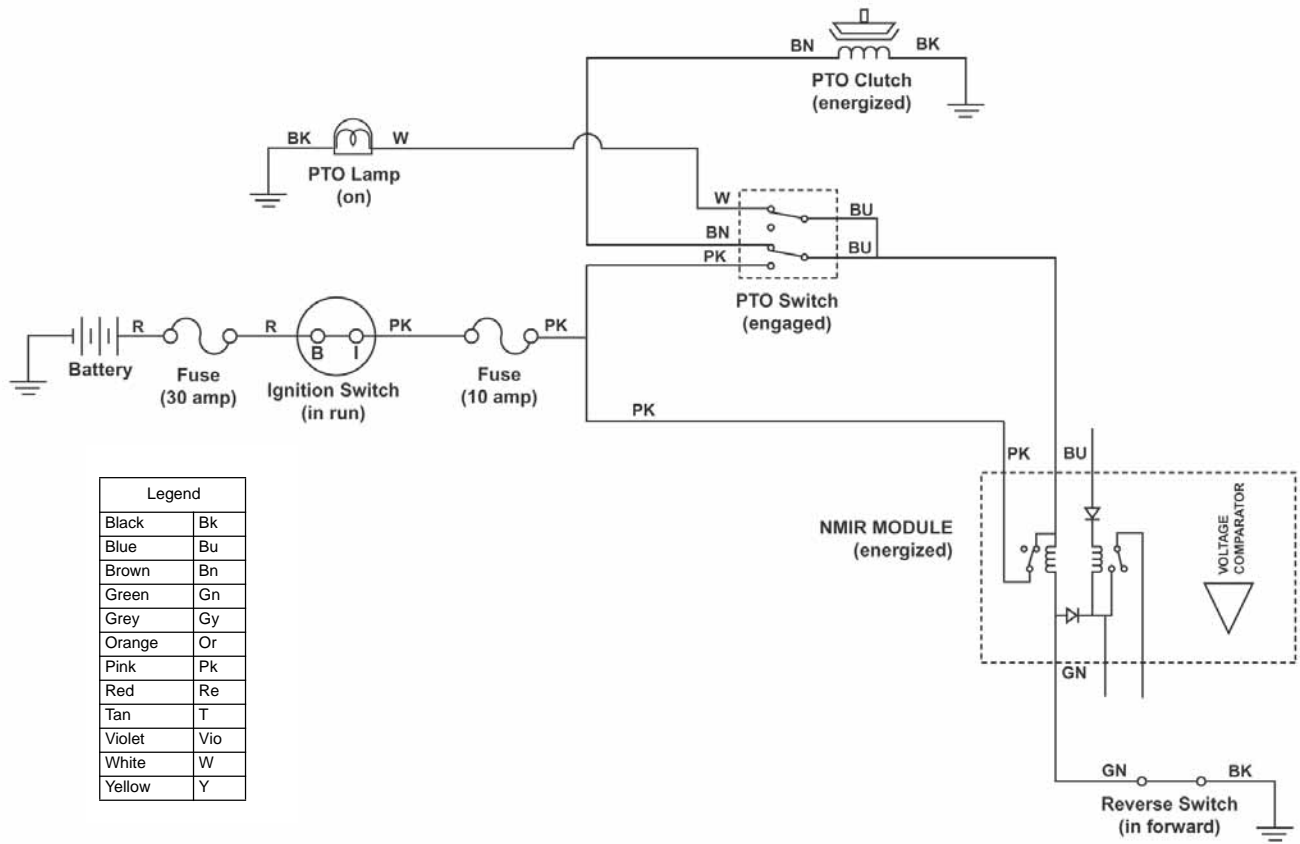 BN
BK
PTO Clutch
(energized)
BK
W
PTO Lamp
(on)
W
BU
BN
BU
PK
PTO Switch
(engaged)
R
R
PK
PK
B
I
Battery
Fuse
(30 amp)
Ignition Switch
(in run)
Fuse
(10 amp)
PK
PK
BU
NMIR MODULE
(energized)
VOLTAGE
COMPARATOR
GN
GN
BK
Reverse Switch
(in forward)
Legend
Black Bk
Blue Bu
Brown Bn
Green Gn
Grey Gy
Orange Or
Pink Pk
Red Re
Tan T
Violet Vio
White W
Yellow Y